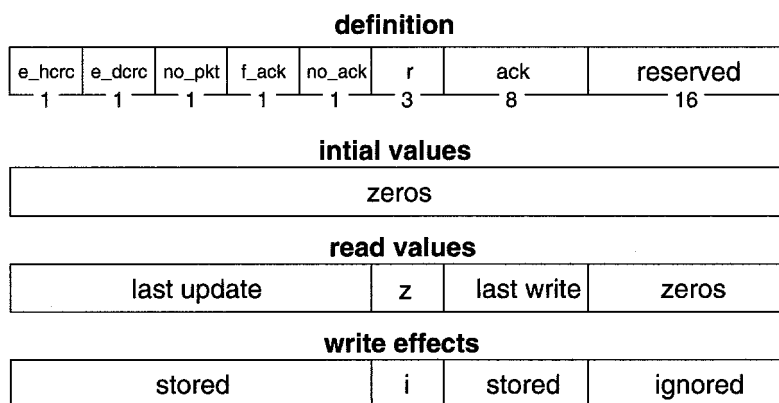 definition
e_hcrc e_dcrc no_pkt f_ack no_ack r ack reserved
1 1 1 1 1 3 8 16
intial values
zeros
read values
last update z last write zeros
write effects
stored i stored ignored